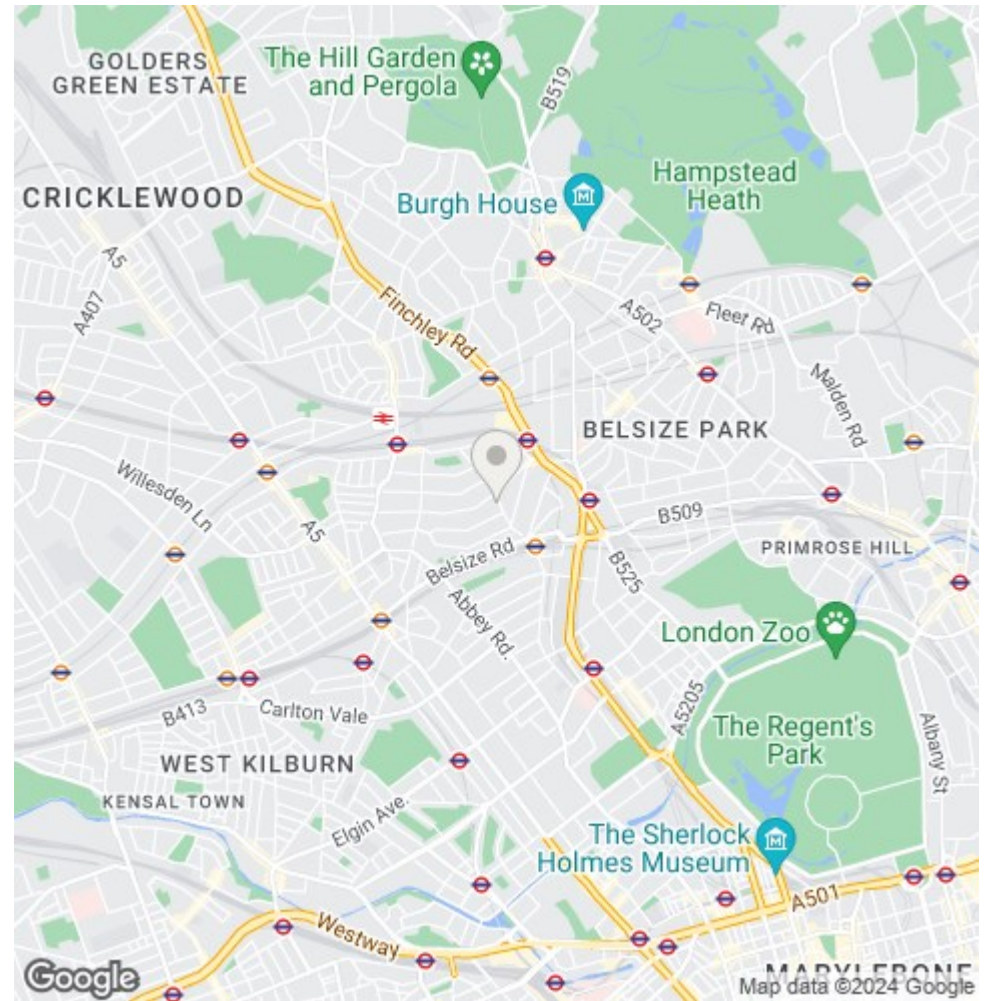 GOLDERS
GREEN ESTATE
The Hill Garden
and Pergola
B519
Hampstead
Heath
CRICKLEWOOD
Burgh House
A5
A407
Finchley Rd
A502
Fleet Rd
Malden Rd
BELSIZE PARK
Willesden Ln
A5
B509
PRIMROSE HILL
Belsize Rd
B525
Abbey Rd.
London Zoo
A5205
B413
Carlton Vale
The Regent's
Park
Albany St
WEST KILBURN
KENSAL TOWN
Elgin Ave.
The Sherlock
Holmes Museum
A501
Westway
MARYLEBONE
Google
Map data ©2024 Google